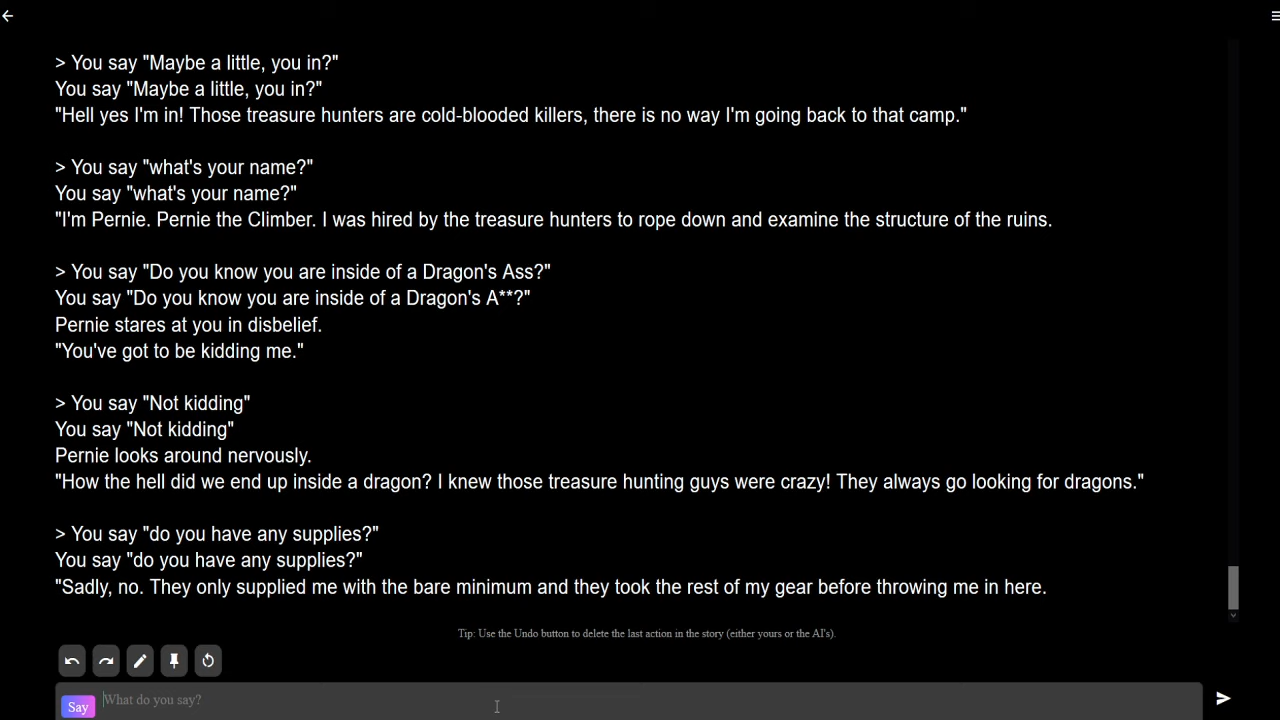 > You say "Maybe a little, you in?"
You say "Maybe a little, you in?"
"Hell yes I'm in! Those treasure hunters are cold-blooded killers, there is no way I'm going back to that camp."
> You say "what's your name?"
You say "what's your name?"
"I'm Pernie. Pernie the Climber. I was hired by the treasure hunters to rope down and examine the structure of the ruins.
> You say "Do you know you are inside of a Dragon's Ass?"
You say "Do you know you are inside of a Dragon's A**?"
Pernie stares at you in disbelief.
"You've got to be kidding me."
> You say "Not kidding"
You say "Not kidding"
Pernie looks around nervously.
"How the hell did we end up inside a dragon? I knew those treasure hunting guys were crazy! They always go looking for dragons."
> You say "do you have any supplies?"
You say "do you have any supplies?"
"Sadly, no. They only supplied me with the bare minimum and they took the rest of my gear before throwing me in here.
Tip: Use the Undo button to delete the last action in the story (either yours or the AI's).
Say What do you say?